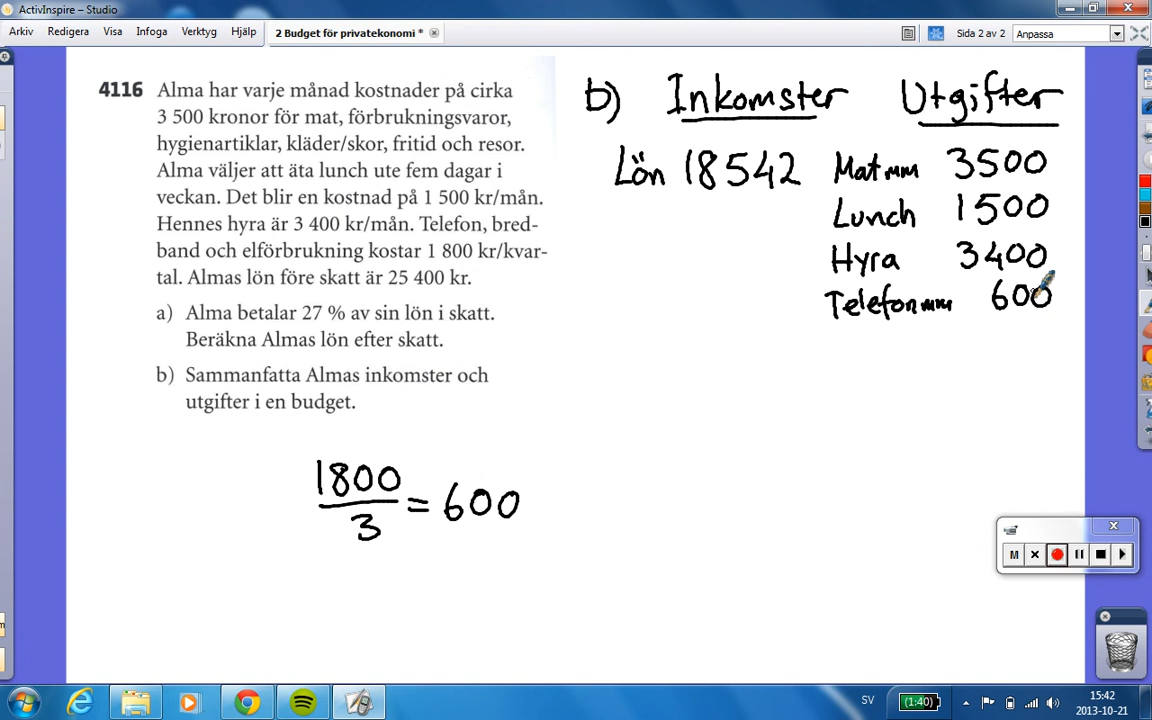 ActivInspire – Studio
Arkiv Redigera Visa Infoga Verktyg Hjälp 2 Budget för privatekonomi * Sida 2 av 2 Anpassa
4116 Alma har varje månad kostnader på cirka
3 500 kronor för mat, förbrukningsvaror,
hygienartiklar, kläder/skor, fritid och resor.
Alma väljer att äta lunch ute fem dagar i
veckan. Det blir en kostnad på 1 500 kr/mån.
Hennes hyra är 3 400 kr/mån. Telefon, bred-
band och elförbrukning kostar 1 800 kr/kvar-
tal. Almas lön före skatt är 25 400 kr.
a) Alma betalar 27 % av sin lön i skatt.
Beräkna Almas lön efter skatt.
b) Sammanfatta Almas inkomster och
utgifter i en budget.
1800
3
= 600
b) Inkomster Utgifter
Lön 18542 Mat mm 3500
Lunch 1500
Hyra 3400
Telefon mm 600
M
SV (1:40) 15:42
2013-10-21